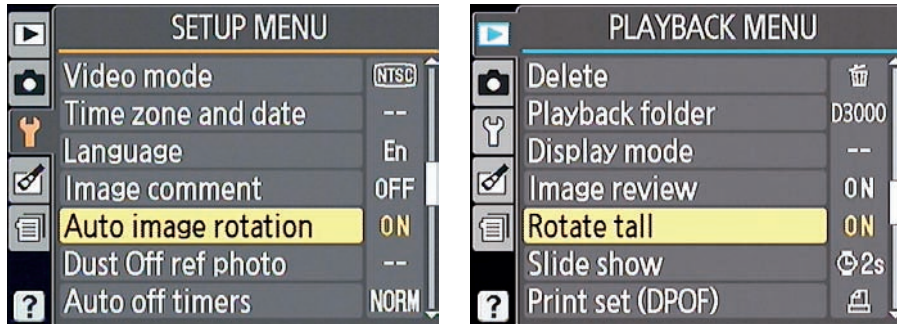 SETUP MENU
Video mode NTSC
Time zone and date --
Language En
Image comment OFF
Auto image rotation ON
Dust Off ref photo --
Auto off timers NORM
?
PLAYBACK MENU
Delete
Playback folder D3000
Display mode --
Image review ON
Rotate tall ON
Slide show 2s
Print set (DPOF)
?